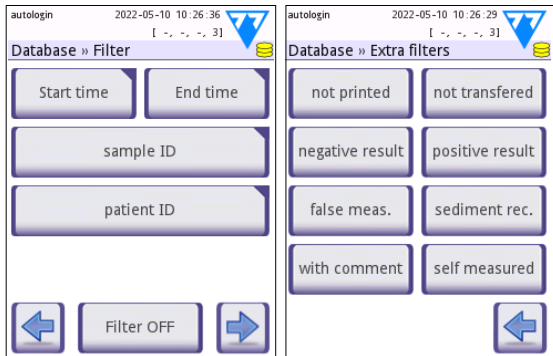 autologin 2022-05-10 10:26:36
[ -, -, -, 3]
Database » Filter
Start time End time
sample ID
patient ID
Filter OFF
autologin 2022-05-10 10:26:29
[ -, -, -, 3]
Database » Extra filters
not printed not transfered
negative result positive result
false meas. sediment rec.
with comment self measured